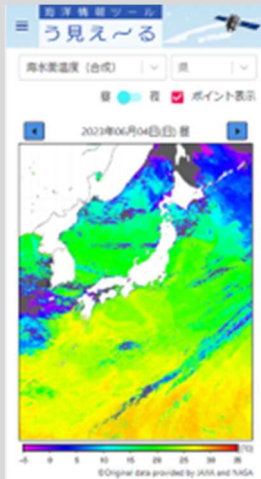 海洋情報ツール
う見え～る
海水面温度（合成）
県
昼 夜 ポイント表示
2023年06月04日(日) 昼
-5 0 5 10 15 20 25 30 35 [℃]
©Original data provided by JAXA and NASA